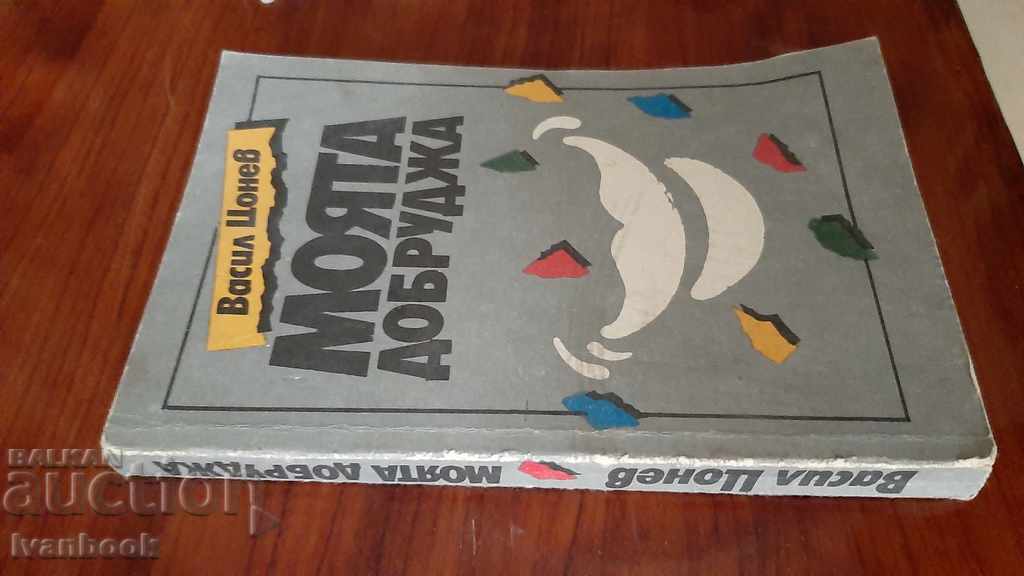 Васил Цонев
МОЯТА
ДОБРУДЖА
Васил Цонев
МОЯТА ДОБРУДЖА
BALKAN
auction
Ivanbook